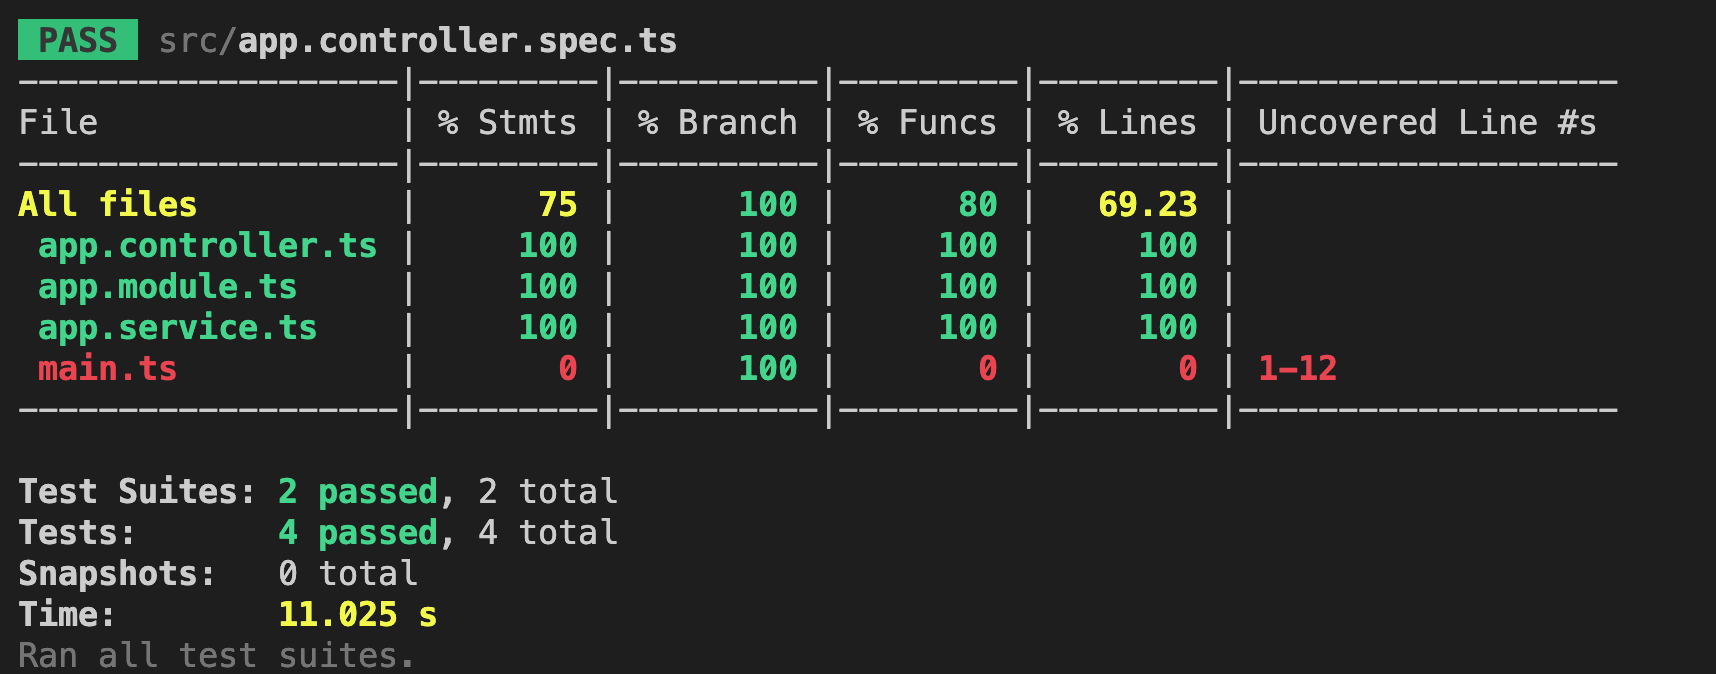 PASS src/app.controller.spec.ts
-------------------|---------|----------|---------|---------|-------------------
File               | % Stmts | % Branch | % Funcs | % Lines | Uncovered Line #s
-------------------|---------|----------|---------|---------|-------------------
All files          |      75 |      100 |      80 |   69.23 |
 app.controller.ts |     100 |      100 |     100 |     100 |
 app.module.ts     |     100 |      100 |     100 |     100 |
 app.service.ts    |     100 |      100 |     100 |     100 |
 main.ts           |       0 |      100 |       0 |       0 | 1-12
-------------------|---------|----------|---------|---------|-------------------
Test Suites: 2 passed, 2 total
Tests:       4 passed, 4 total
Snapshots:   0 total
Time:        11.025 s
Ran all test suites.